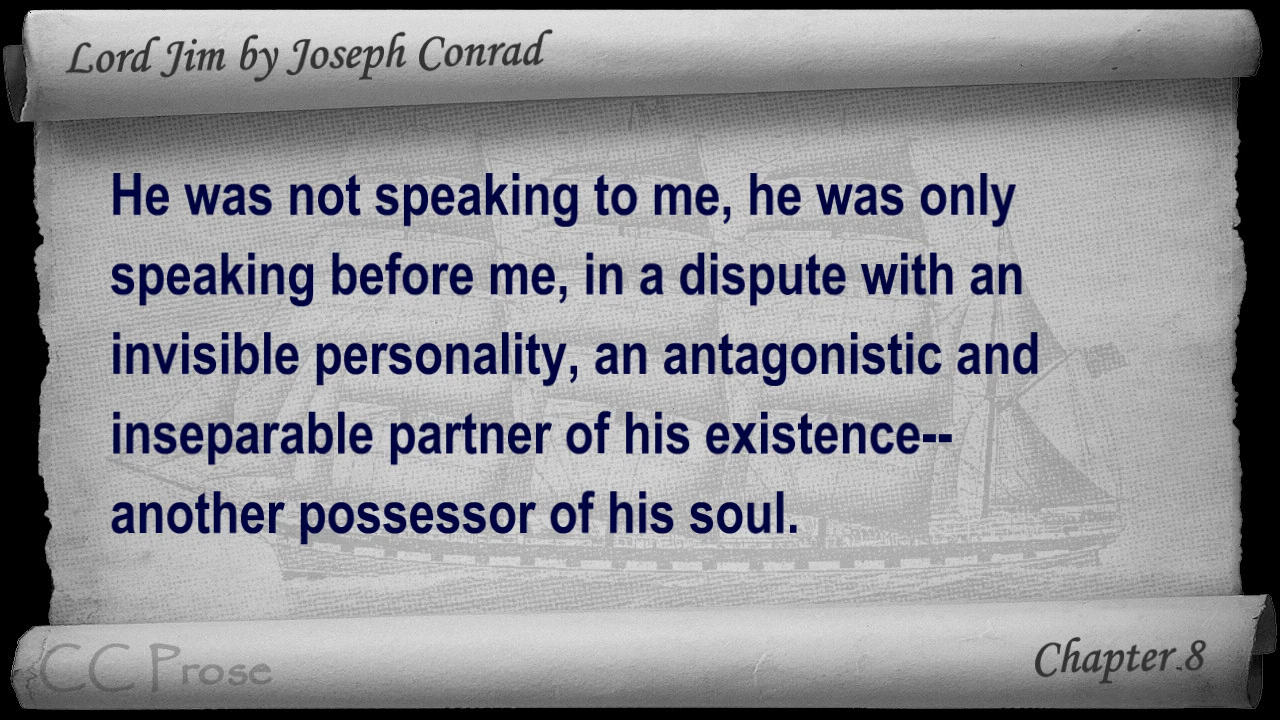 Lord Jim by Joseph Conrad
He was not speaking to me, he was only
speaking before me, in a dispute with an
invisible personality, an antagonistic and
inseparable partner of his existence--
another possessor of his soul.
CC Prose
Chapter 8